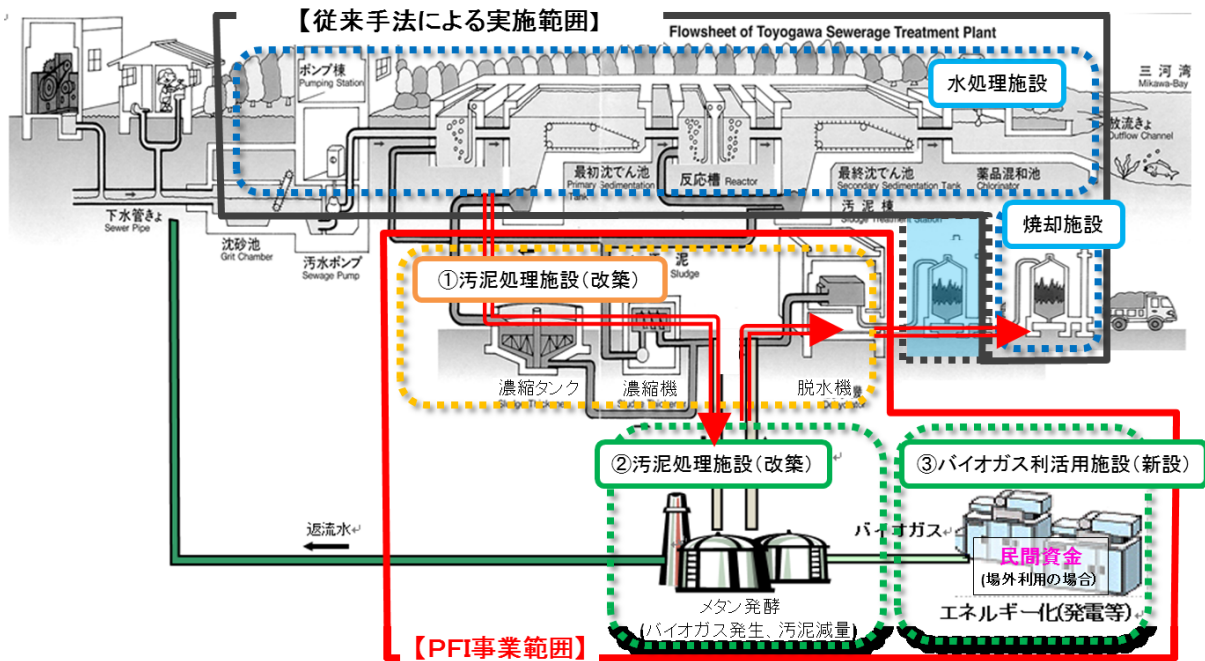 【従来手法による実施範囲】
Flowsheet of Toyogawa Sewerage Treatment Plant
ポンプ棟
Pumping Station
水処理施設
三河湾
Mikawa-Bay
放流きょ
Outflow Channel
最初沈でん池
Primary Sedimentation
Tank
反応槽 Reactor
最終沈でん池
Secondary Sedimentation Tank
薬品混和池
Chlorinator
下水管きょ
Sewer Pipe
沈砂池
Grit Chamber
汚水ポンプ
Sewage Pump
汚泥棟
Sludge Treatment Station
焼却施設
①汚泥処理施設(改築)
泥
Sludge
濃縮タンク
濃縮機
脱水機
②汚泥処理施設(改築)
③バイオガス利活用施設(新設)
返流水
バイオガス
民間資金
(場外利用の場合)
メタン発酵
(バイオガス発生、汚泥減量)
エネルギー化(発電等)
【PFI事業範囲】